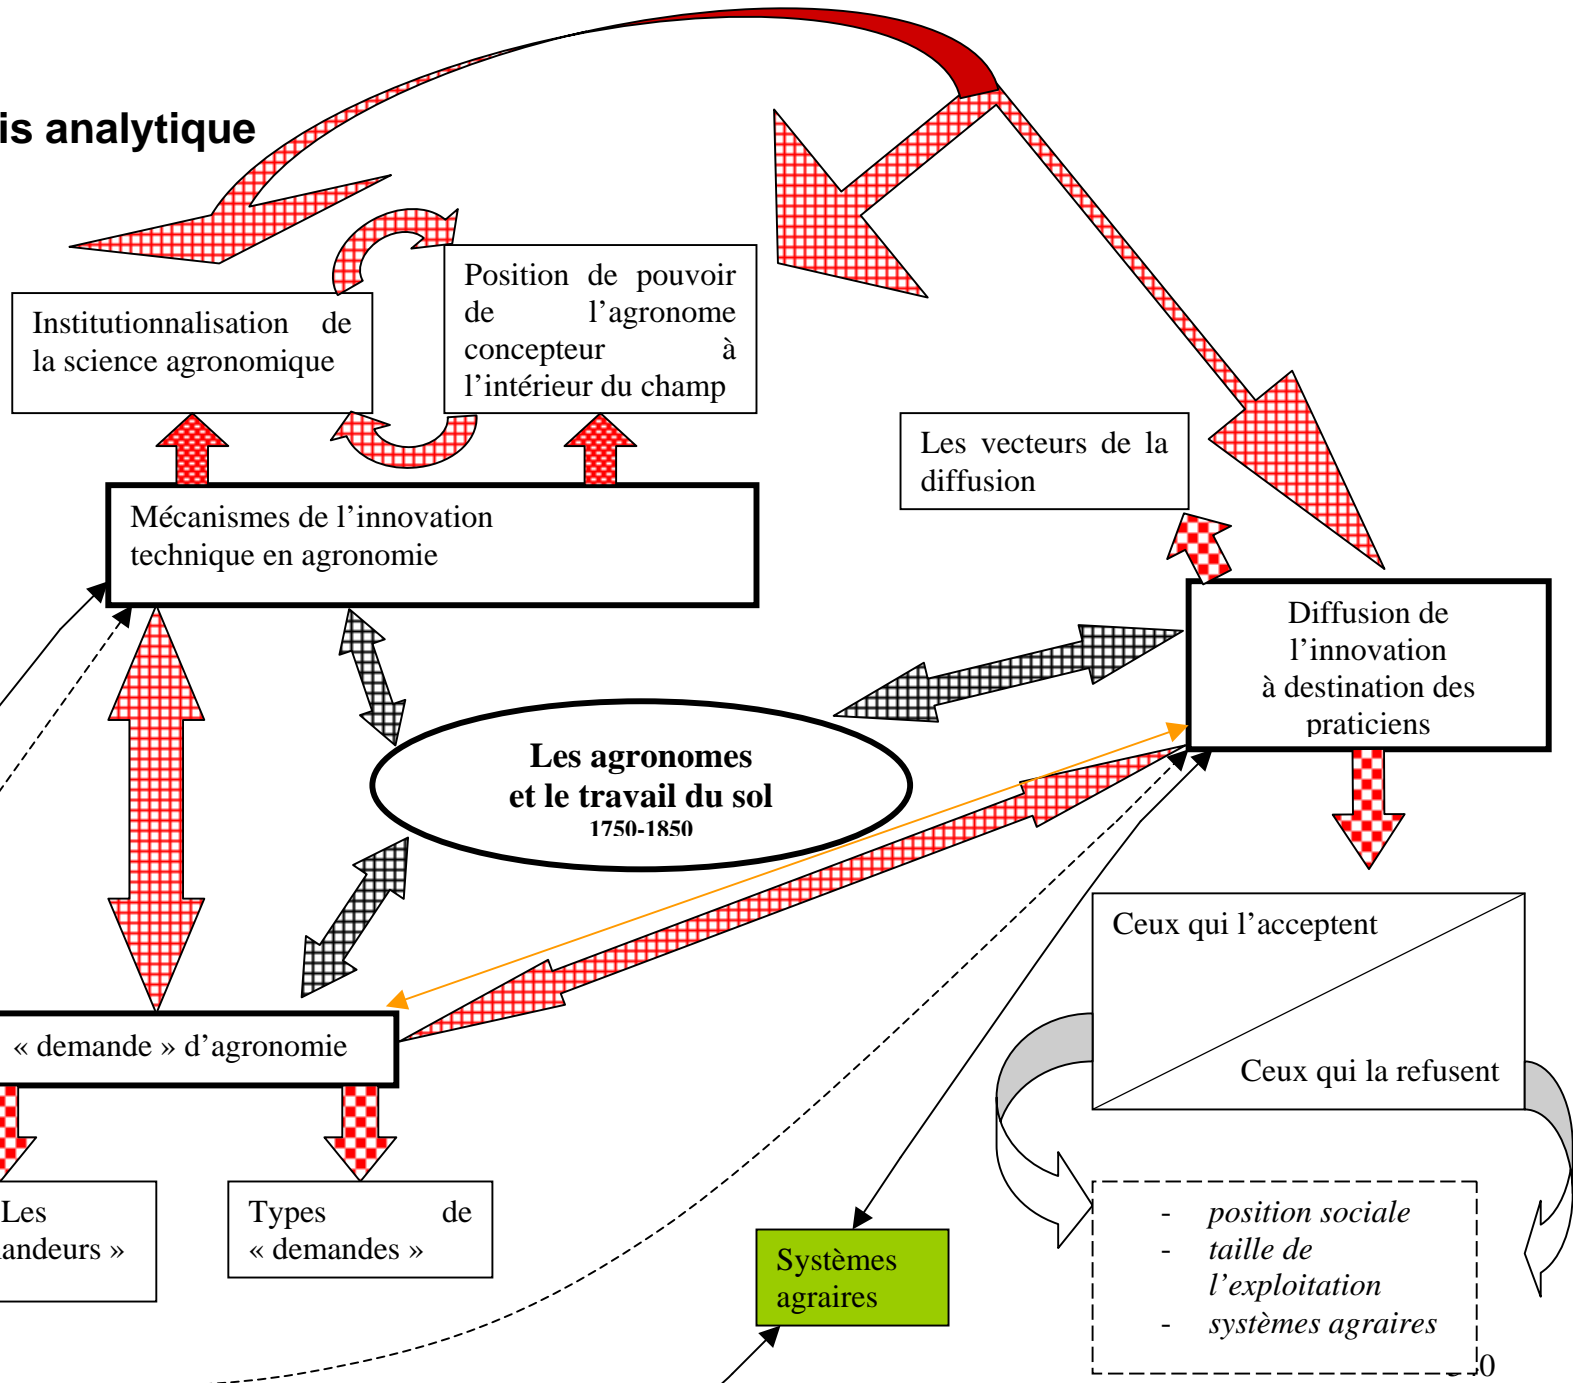 is analytique
Institutionnalisation de
la science agronomique
Position de pouvoir
de l’agronome
concepteur à
l’intérieur du champ
Les vecteurs de la
diffusion
Mécanismes de l’innovation
technique en agronomie
Diffusion de
l’innovation
à destination des
praticiens
Les agronomes
et le travail du sol
1750-1850
« demande » d’agronomie
Ceux qui l’acceptent
Ceux qui la refusent
Les
andeurs »
Types de
« demandes »
Systèmes
agraires
- position sociale
- taille de
l’exploitation
- systèmes agraires